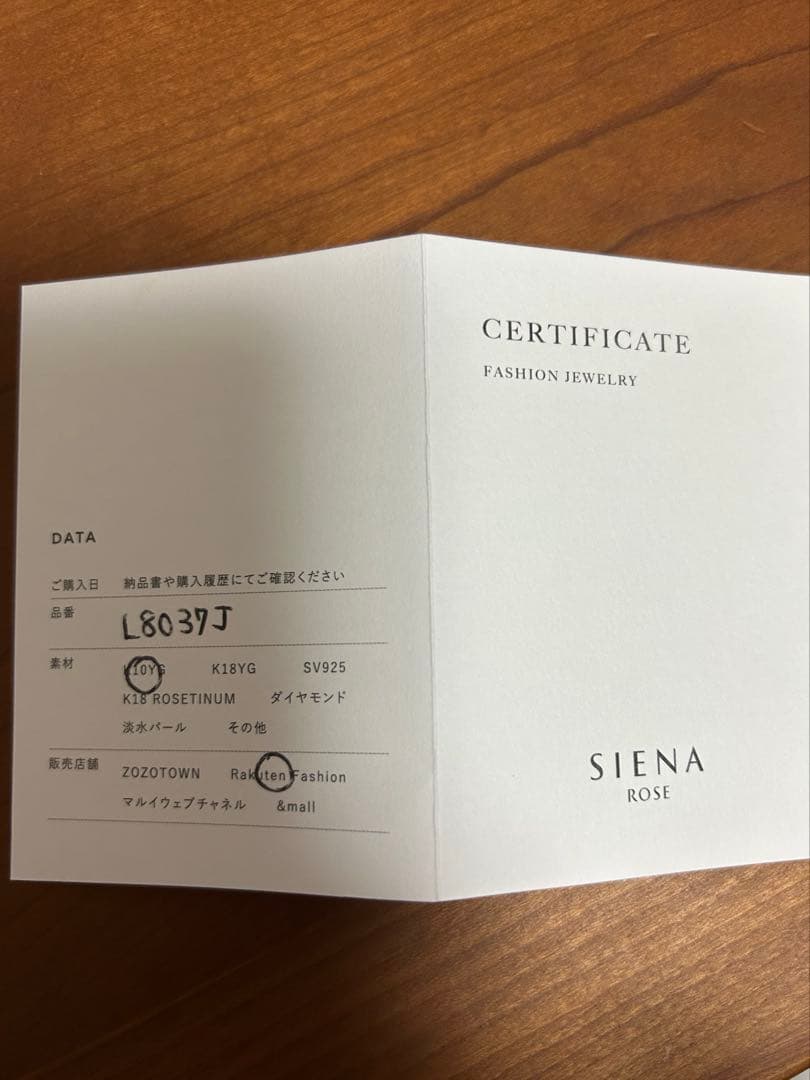 DATA
ご購入日 納品書や購入履歴にてご確認ください
品番 L8037J
素材 K10YG K18YG SV925
K18 ROSETINUM ダイヤモンド
淡水パール その他
販売店舗 ZOZOTOWN Rakuten Fashion
マルイウェブチャネル &mall
CERTIFICATE
FASHION JEWELRY
SIENA
ROSE